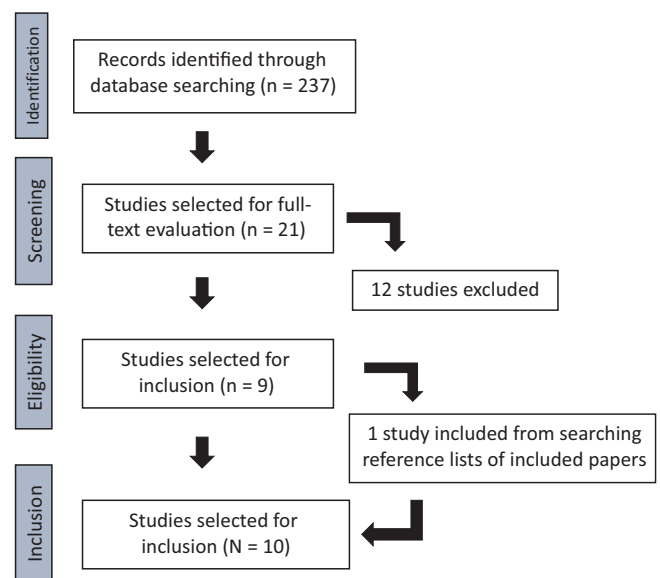 Identification
Records identified through
database searching (n = 237)
Screening
Studies selected for full-
text evaluation (n = 21)
12 studies excluded
Eligibility
Studies selected for
inclusion (n = 9)
1 study included from searching
reference lists of included papers
Inclusion
Studies selected for
inclusion (N = 10)